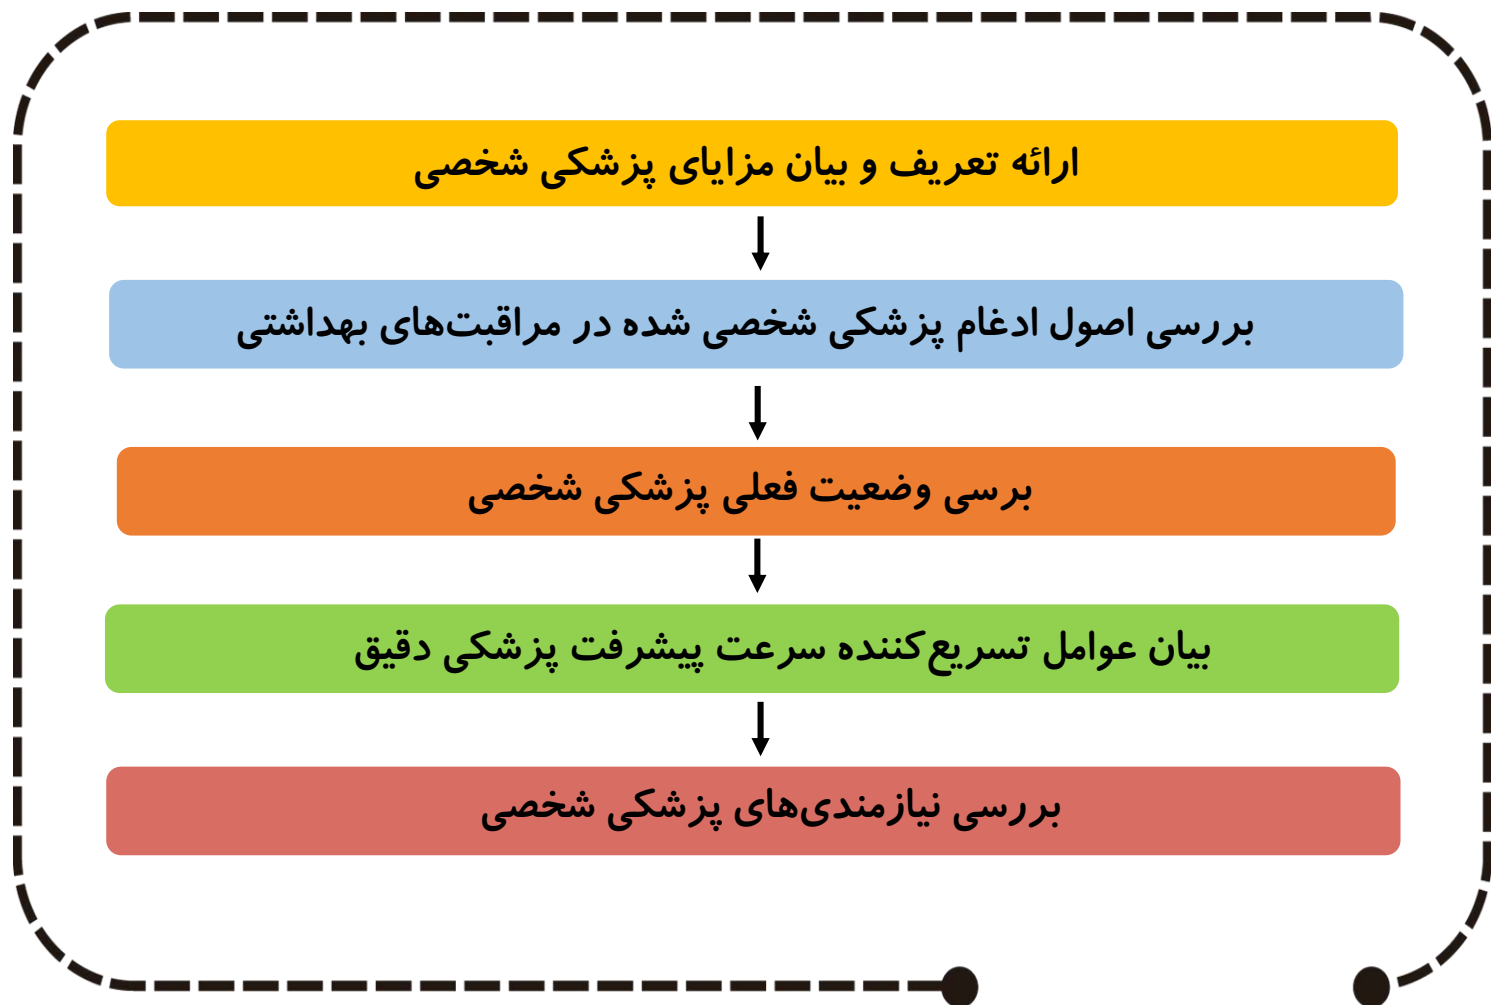 ارائه تعریف و بیان مزایای پزشکی شخصی
بررسی اصول ادغام پزشکی شخصی شده در مراقبت‌های بهداشتی
برسی وضعیت فعلی پزشکی شخصی
بیان عوامل تسریع‌کننده سرعت پیشرفت پزشکی دقیق
بررسی نیازمندی‌های پزشکی شخصی